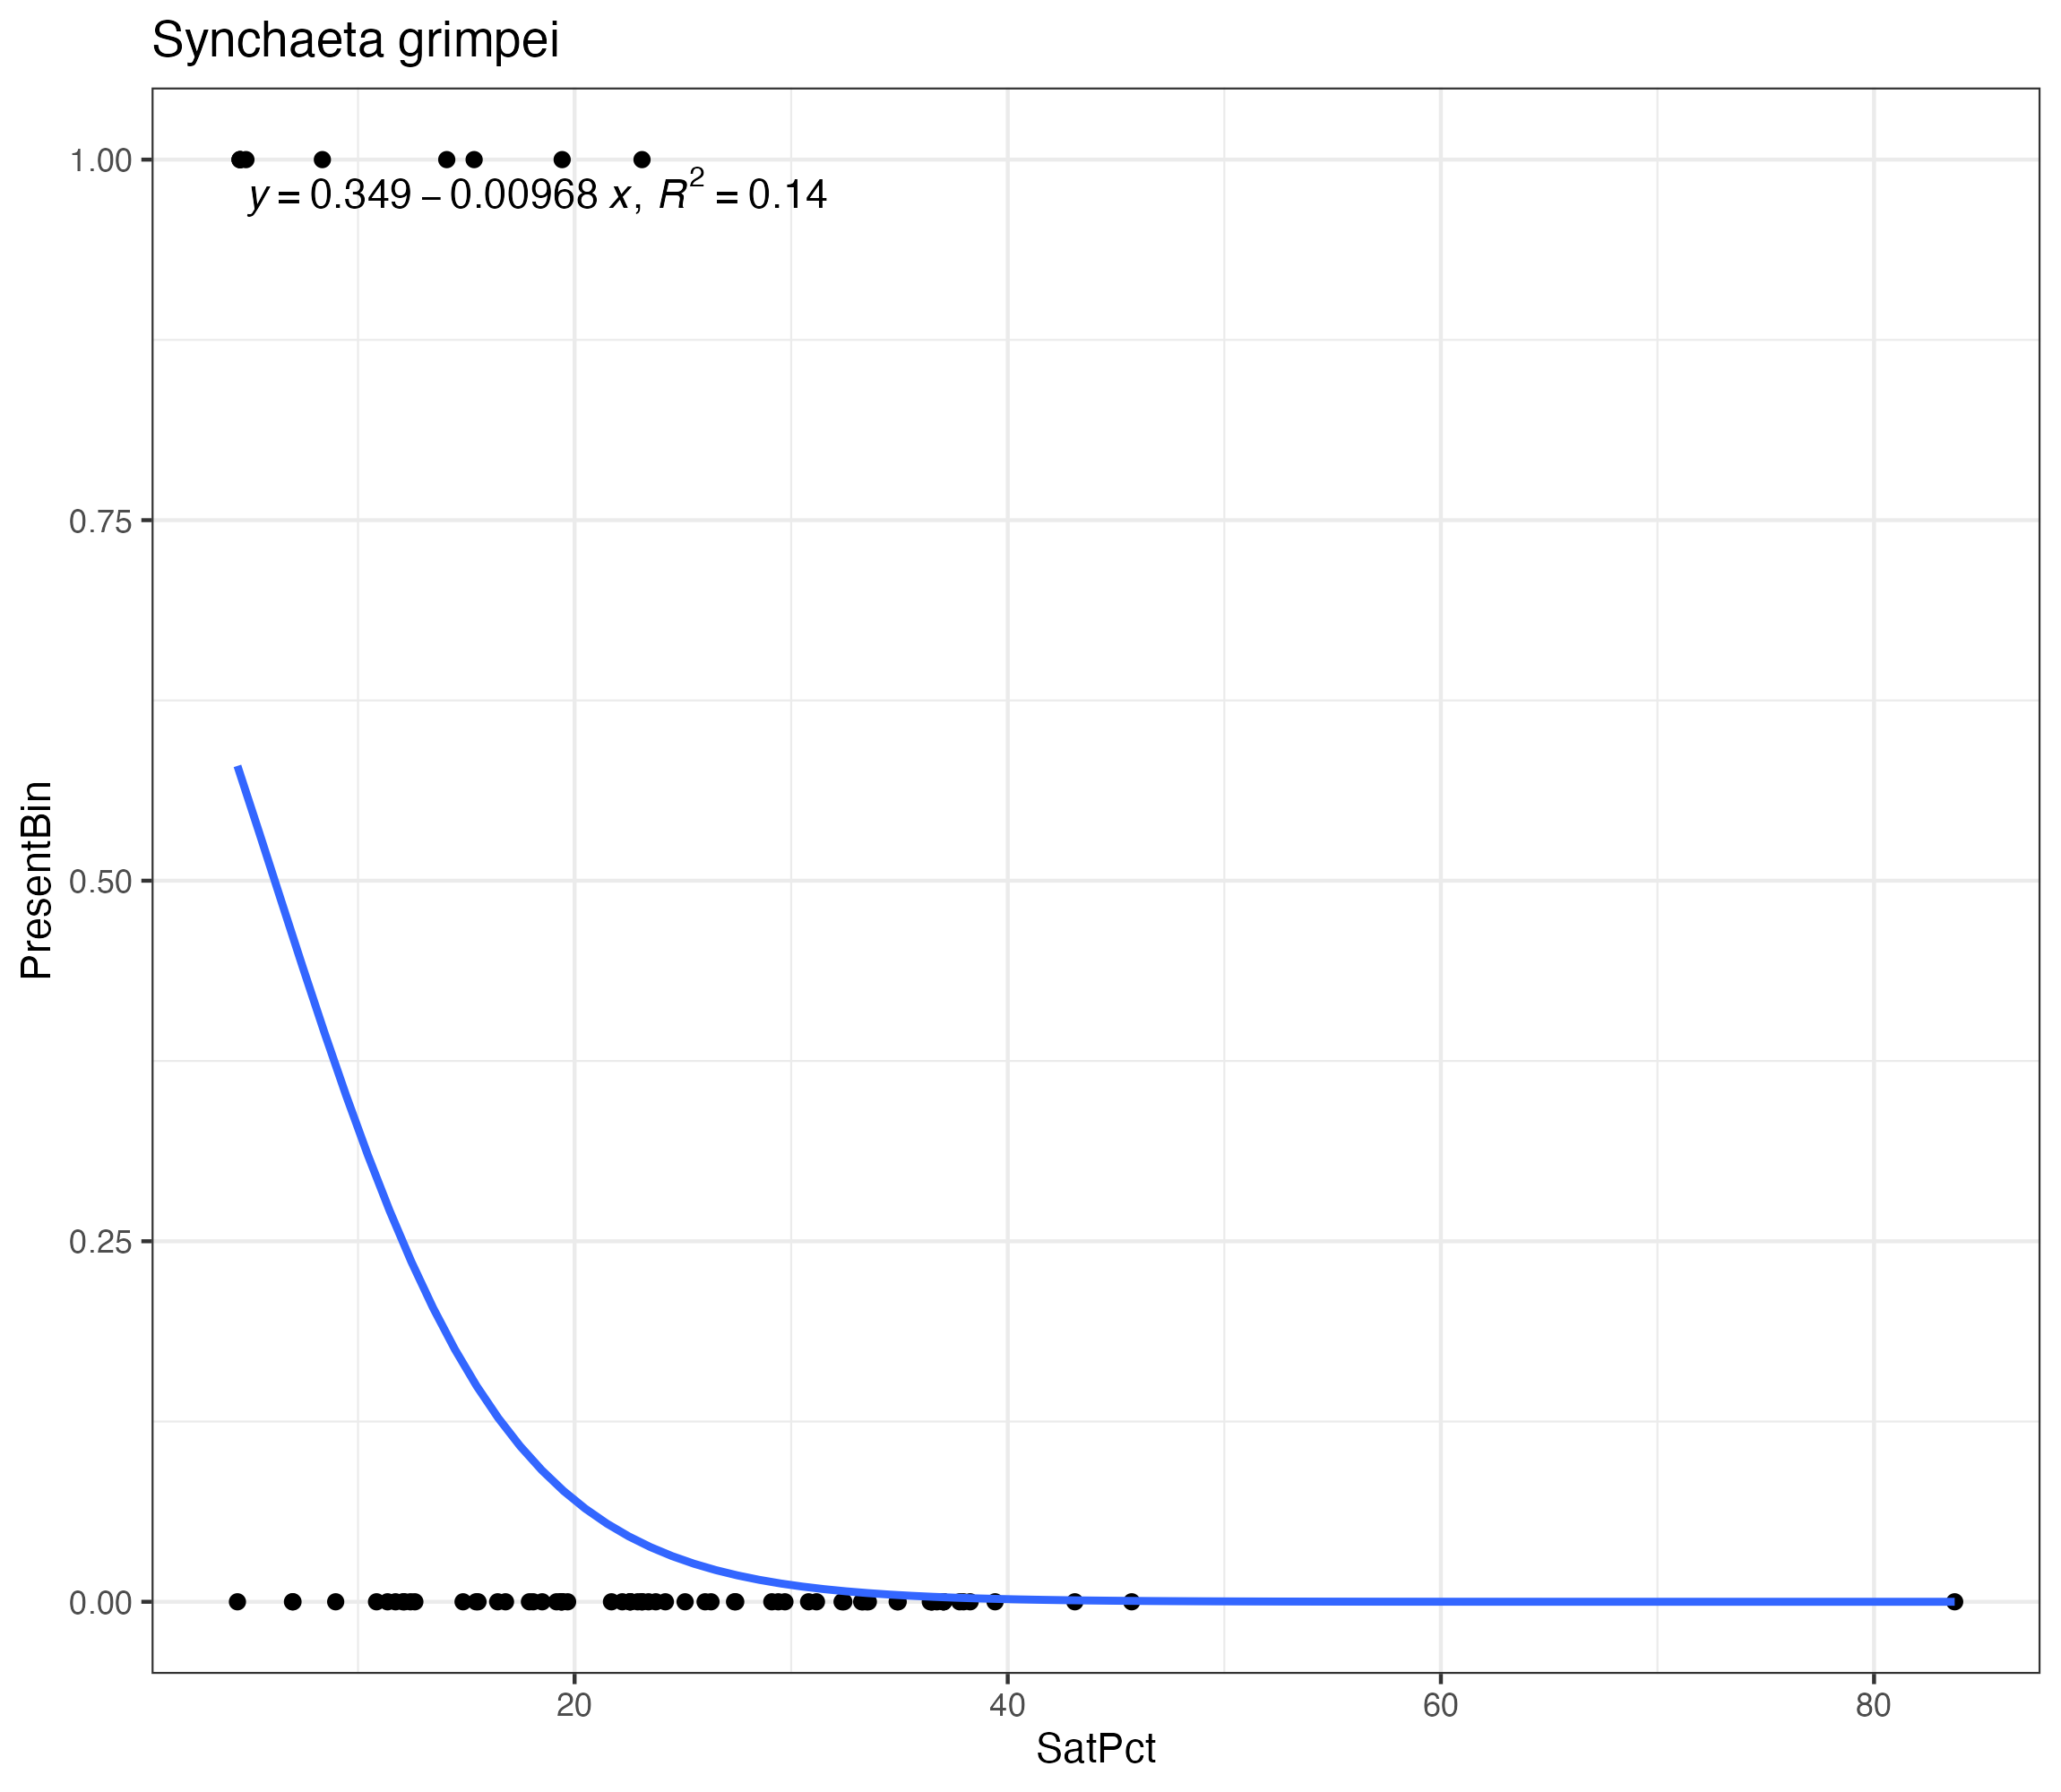 Synchaeta grimpei
1.00
y = 0.349 − 0.00968 x, R² = 0.14
0.75
0.50
0.25
0.00
PresentBin
20 40 60 80
SatPct